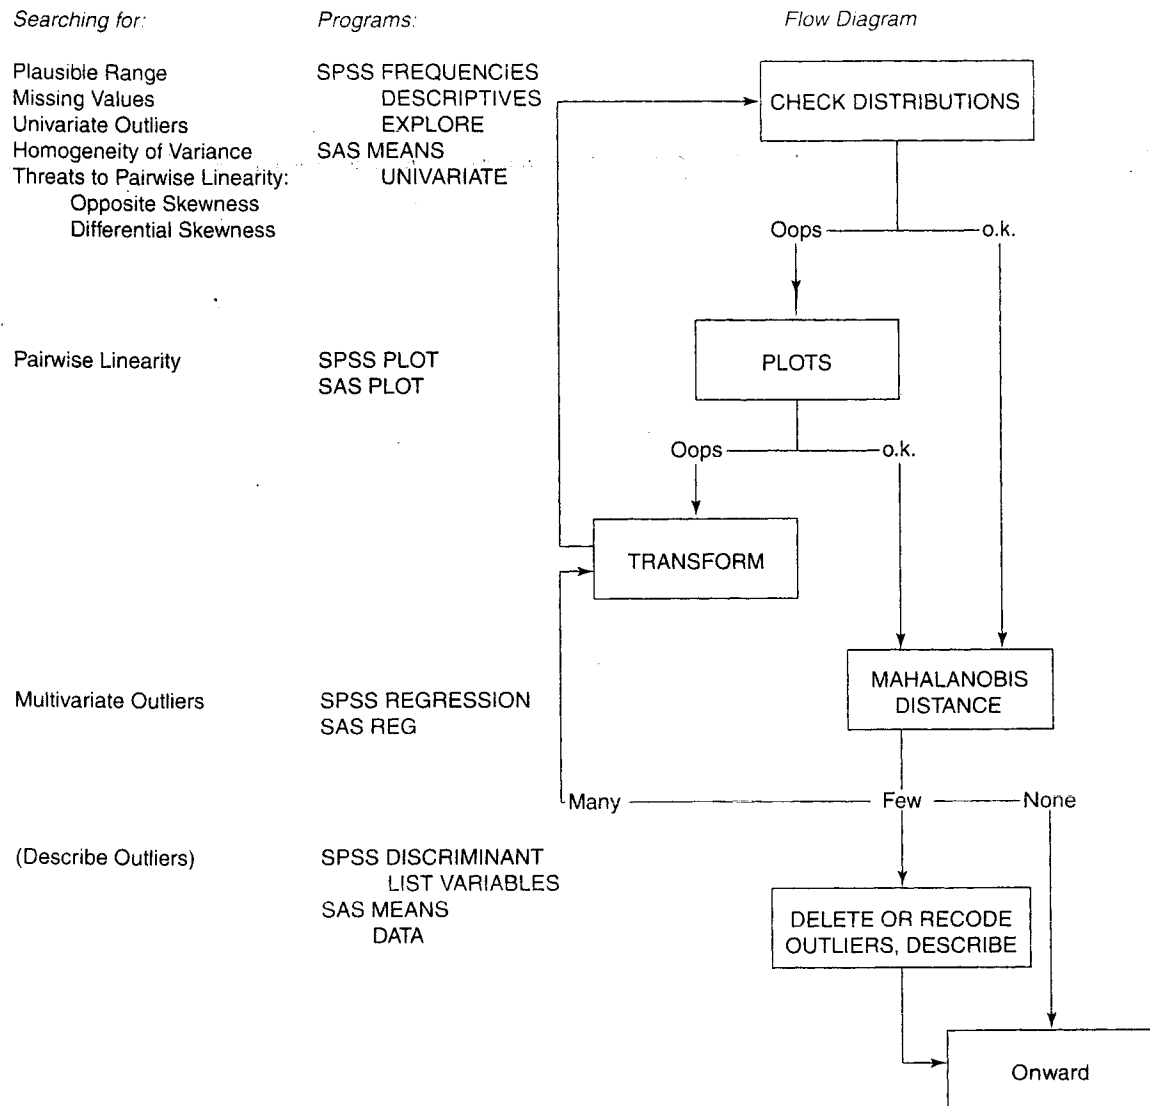 Searching for: Programs: Flow Diagram
Plausible Range SPSS FREQUENCIES
Missing Values DESCRIPTIVES CHECK DISTRIBUTIONS
Univariate Outliers EXPLORE
Homogeneity of Variance SAS MEANS
Threats to Pairwise Linearity: UNIVARIATE
Opposite Skewness
Differential Skewness Oops o.k.
Pairwise Linearity SPSS PLOT PLOTS
SAS PLOT
Oops o.k.
TRANSFORM
MAHALANOBIS
Multivariate Outliers SPSS REGRESSION DISTANCE
SAS REG
Many Few None
(Describe Outliers) SPSS DISCRIMINANT
LIST VARIABLES
SAS MEANS DELETE OR RECODE
DATA OUTLIERS, DESCRIBE
Onward